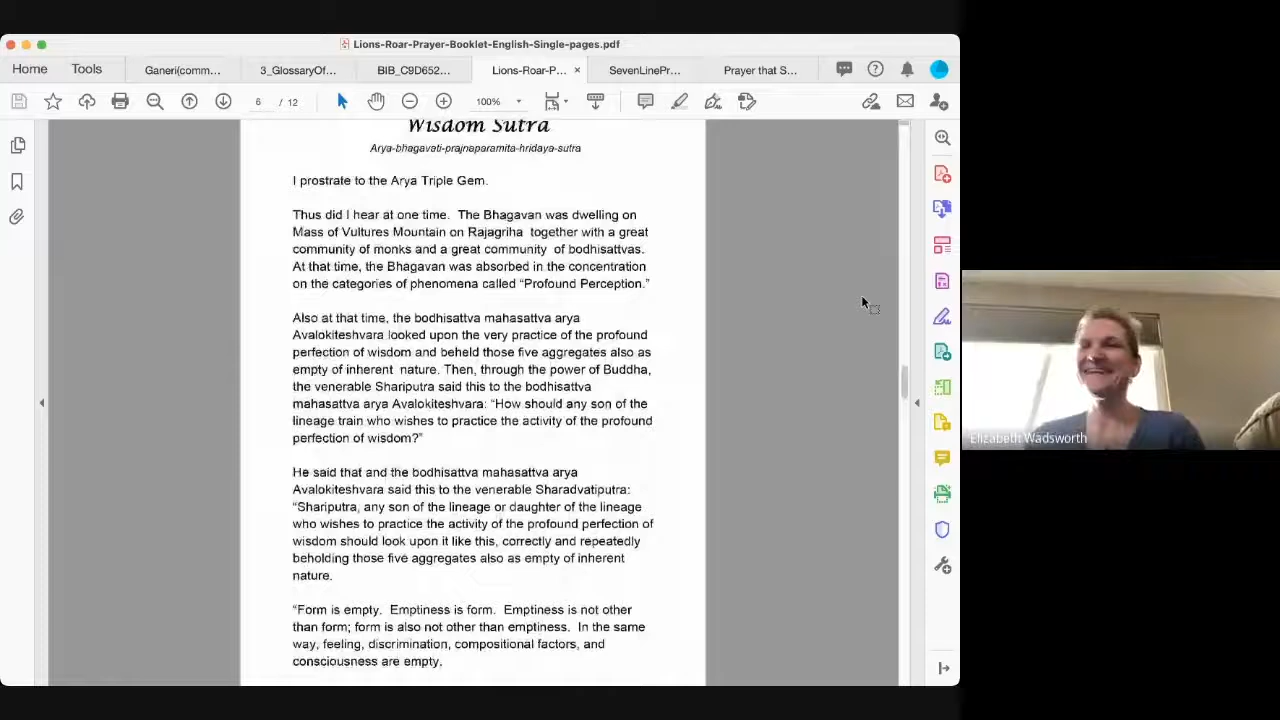 Lions-Roar-Prayer-Booklet-English-Single-pages.pdf
Home Tools Ganeri(comm... 3_GlossaryOf... BIB_C9D652... Lions-Roar-P... × SevenLinePr... Prayer that S...
6 / 12 100%
Wisdom Sutra
Arya-bhagavati-prajnaparamita-hridaya-sutra
I prostrate to the Arya Triple Gem.
Thus did I hear at one time. The Bhagavan was dwelling on
Mass of Vultures Mountain on Rajagriha together with a great
community of monks and a great community of bodhisattvas.
At that time, the Bhagavan was absorbed in the concentration
on the categories of phenomena called “Profound Perception.”
Also at that time, the bodhisattva mahasattva arya
Avalokiteshvara looked upon the very practice of the profound
perfection of wisdom and beheld those five aggregates also as
empty of inherent nature. Then, through the power of Buddha,
the venerable Shariputra said this to the bodhisattva
mahasattva arya Avalokiteshvara: “How should any son of the
lineage train who wishes to practice the activity of the profound
perfection of wisdom?”
He said that and the bodhisattva mahasattva arya
Avalokiteshvara said this to the venerable Sharadvatiputra:
“Shariputra, any son of the lineage or daughter of the lineage
who wishes to practice the activity of the profound perfection of
wisdom should look upon it like this, correctly and repeatedly
beholding those five aggregates also as empty of inherent
nature.
“Form is empty. Emptiness is form. Emptiness is not other
than form; form is also not other than emptiness. In the same
way, feeling, discrimination, compositional factors, and
consciousness are empty.
Elizabeth Wadsworth